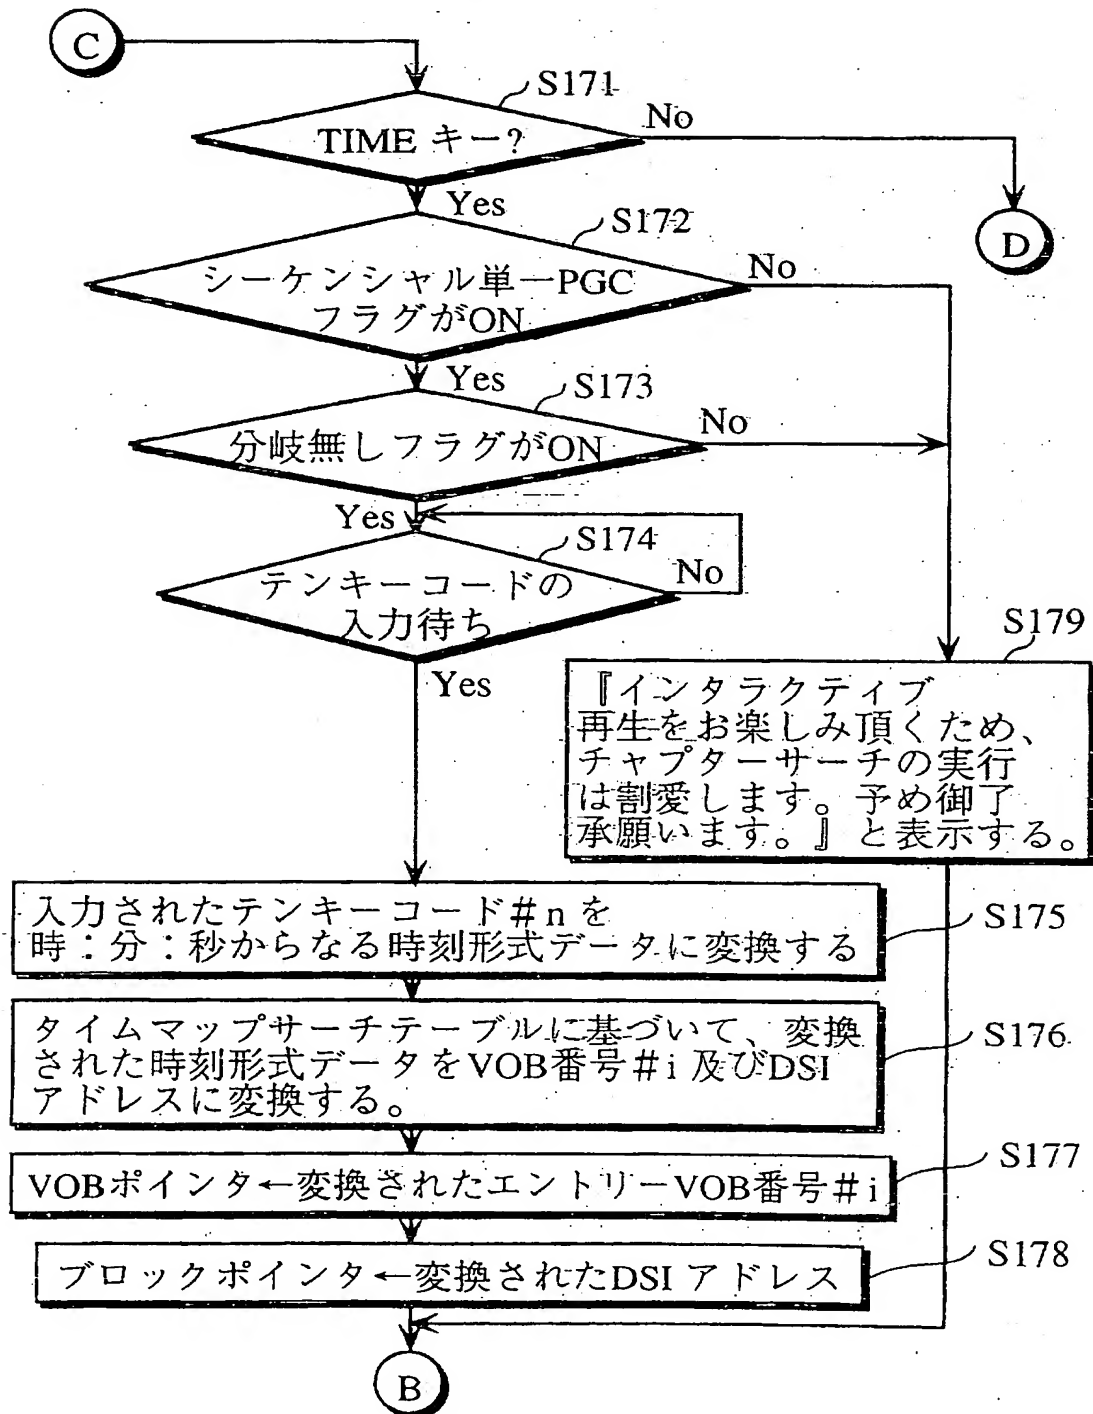 C
S171
TIME キー?
No
Yes
D
S172
シーケンシャル単一PGC
フラグがON
No
Yes
S173
分岐無しフラグがON
No
Yes
S174
テンキーコードの
入力待ち
No
Yes
S179
『インタラクティブ
再生をお楽しみ頂くため、
チャプターサーチの実行
は割愛します。予め御了
承願います。』と表示する。
入力されたテンキーコード#nを
時:分:秒からなる時刻形式データに変換する
S175
タイムマップサーチテーブルに基づいて、変換
された時刻形式データをVOB番号#i及びDSI
アドレスに変換する。
S176
VOBポインタ←変換されたエントリーVOB番号#i
S177
ブロックポインタ←変換されたDSIアドレス
S178
B